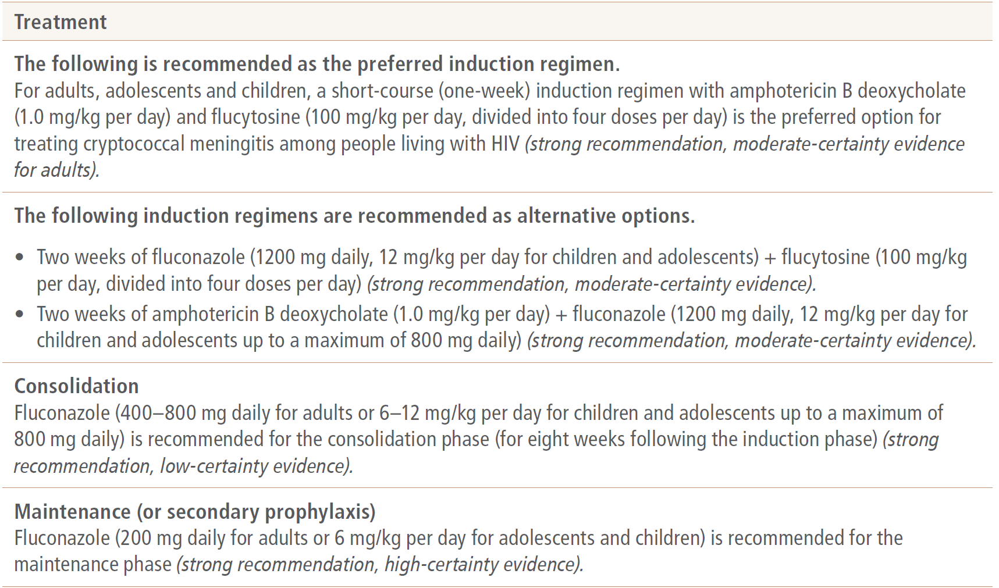 Treatment
The following is recommended as the preferred induction regimen.
For adults, adolescents and children, a short-course (one-week) induction regimen with amphotericin B deoxycholate
(1.0 mg/kg per day) and flucytosine (100 mg/kg per day, divided into four doses per day) is the preferred option for
treating cryptococcal meningitis among people living with HIV (strong recommendation, moderate-certainty evidence
for adults).
The following induction regimens are recommended as alternative options.
• Two weeks of fluconazole (1200 mg daily, 12 mg/kg per day for children and adolescents) + flucytosine (100 mg/kg
per day, divided into four doses per day) (strong recommendation, moderate-certainty evidence).
• Two weeks of amphotericin B deoxycholate (1.0 mg/kg per day) + fluconazole (1200 mg daily, 12 mg/kg per day for
children and adolescents up to a maximum of 800 mg daily) (strong recommendation, moderate-certainty evidence).
Consolidation
Fluconazole (400–800 mg daily for adults or 6–12 mg/kg per day for children and adolescents up to a maximum of
800 mg daily) is recommended for the consolidation phase (for eight weeks following the induction phase) (strong
recommendation, low-certainty evidence).
Maintenance (or secondary prophylaxis)
Fluconazole (200 mg daily for adults or 6 mg/kg per day for adolescents and children) is recommended for the
maintenance phase (strong recommendation, high-certainty evidence).